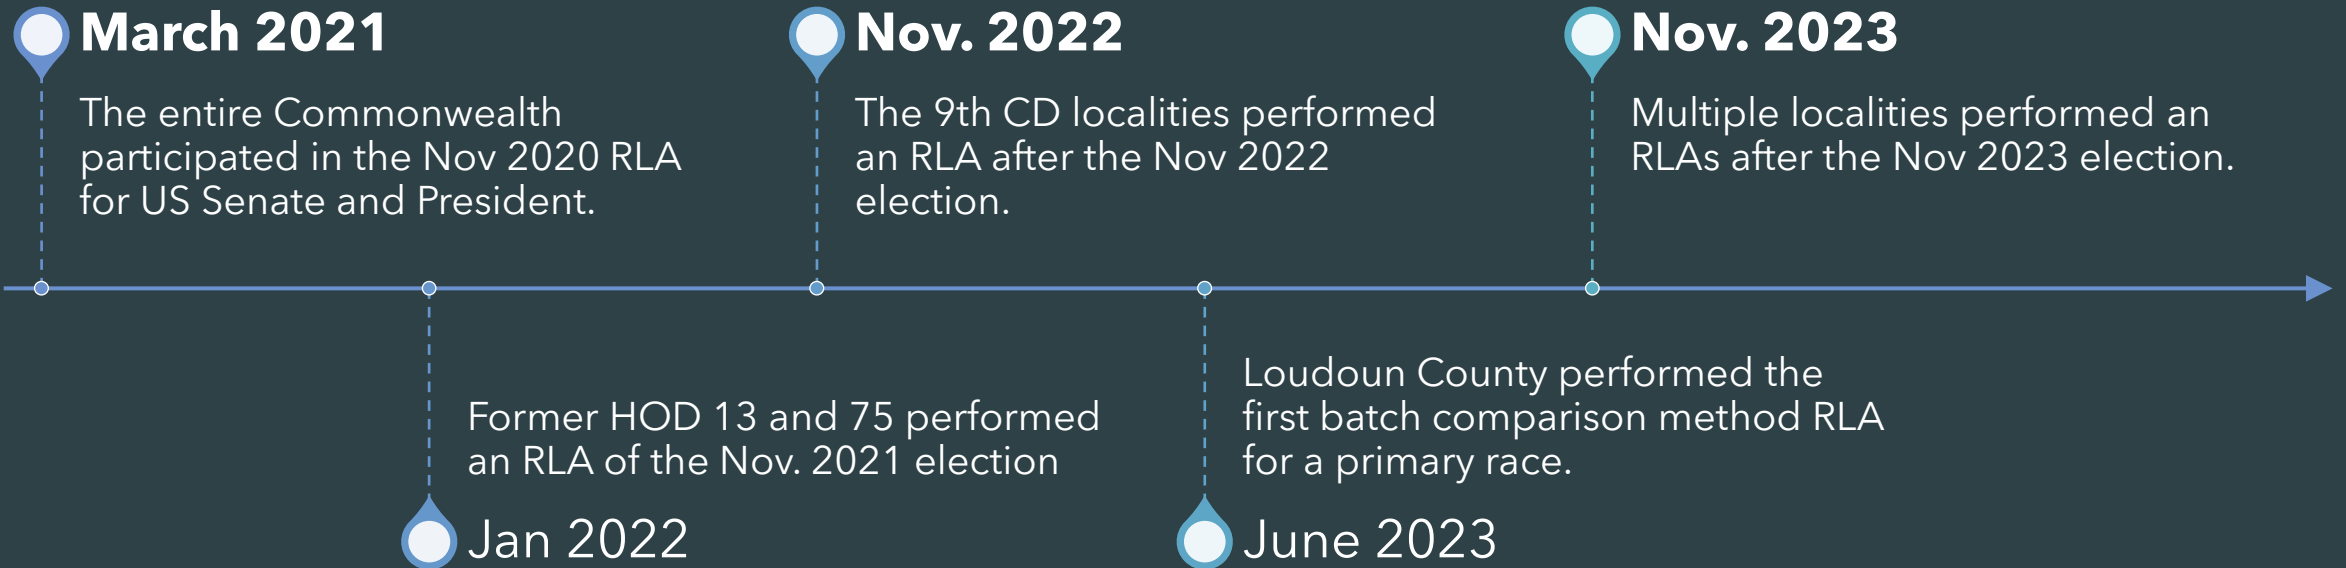 March 2021
The entire Commonwealth
participated in the Nov 2020 RLA
for US Senate and President.
Former HOD 13 and 75 performed
an RLA of the Nov. 2021 election
Jan 2022
Nov. 2022
The 9th CD localities performed
an RLA after the Nov 2022
election.
Loudoun County performed the
first batch comparison method RLA
for a primary race.
June 2023
Nov. 2023
Multiple localities performed an
RLAs after the Nov 2023 election.